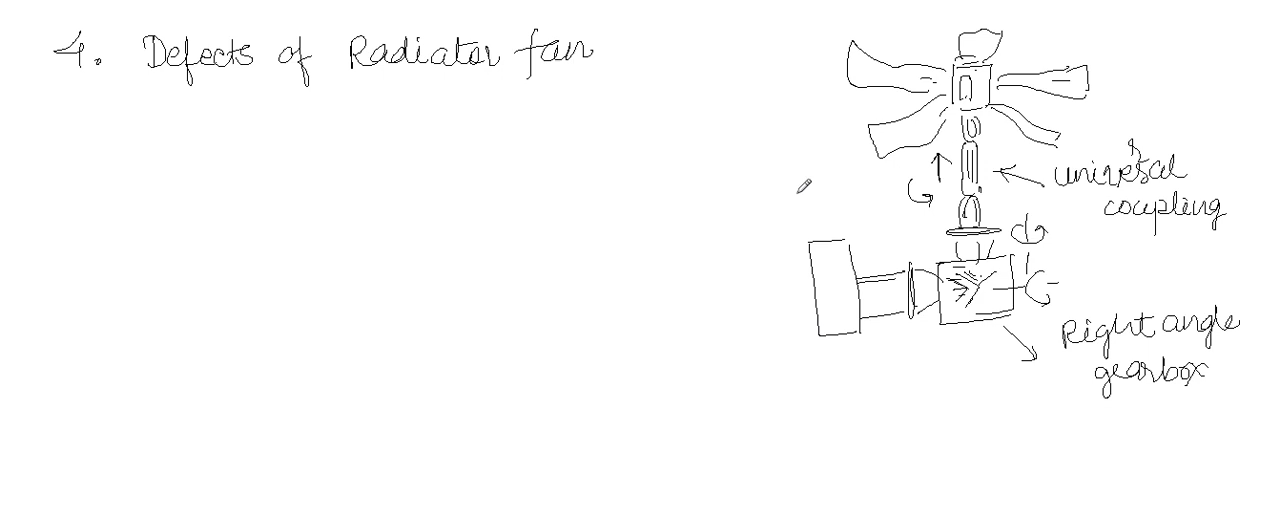 4. Defects of Radiator fan
universal
coupling
Right angle
gearbox